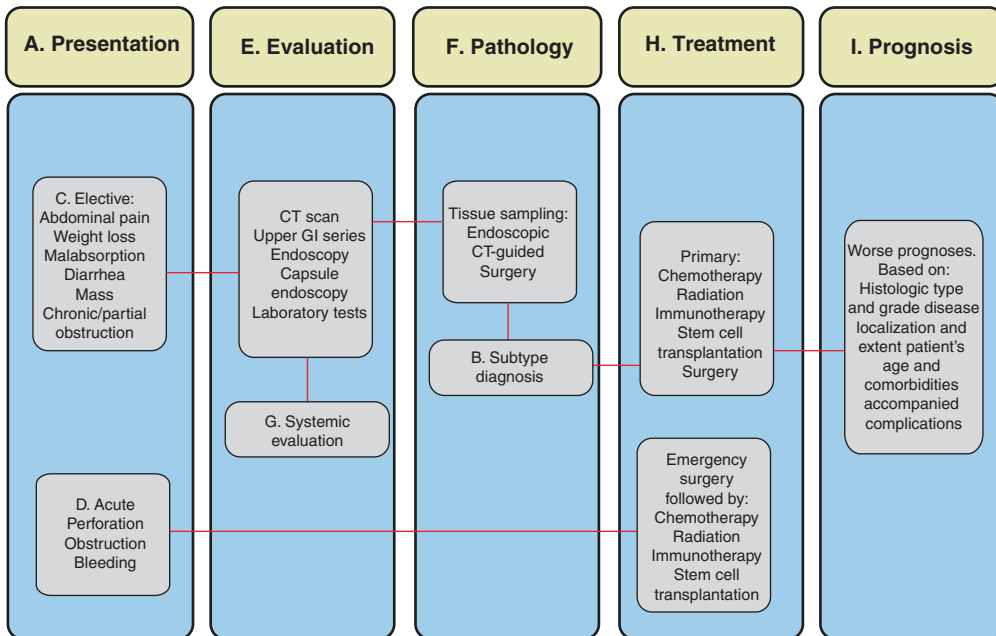 A. Presentation
E. Evaluation
F. Pathology
H. Treatment
I. Prognosis
C. Elective:
Abdominal pain
Weight loss
Malabsorption
Diarrhea
Mass
Chronic/partial
obstruction
D. Acute
Perforation
Obstruction
Bleeding
CT scan
Upper GI series
Endoscopy
Capsule
endoscopy
Laboratory tests
G. Systemic
evaluation
Tissue sampling:
Endoscopic
CT-guided
Surgery
B. Subtype
diagnosis
Primary:
Chemotherapy
Radiation
Immunotherapy
Stem cell
transplantation
Surgery
Emergency
surgery
followed by:
Chemotherapy
Radiation
Immunotherapy
Stem cell
transplantation
Worse prognoses.
Based on:
Histologic type
and grade disease
localization and
extent patient's
age and
comorbidities
accompanied
complications